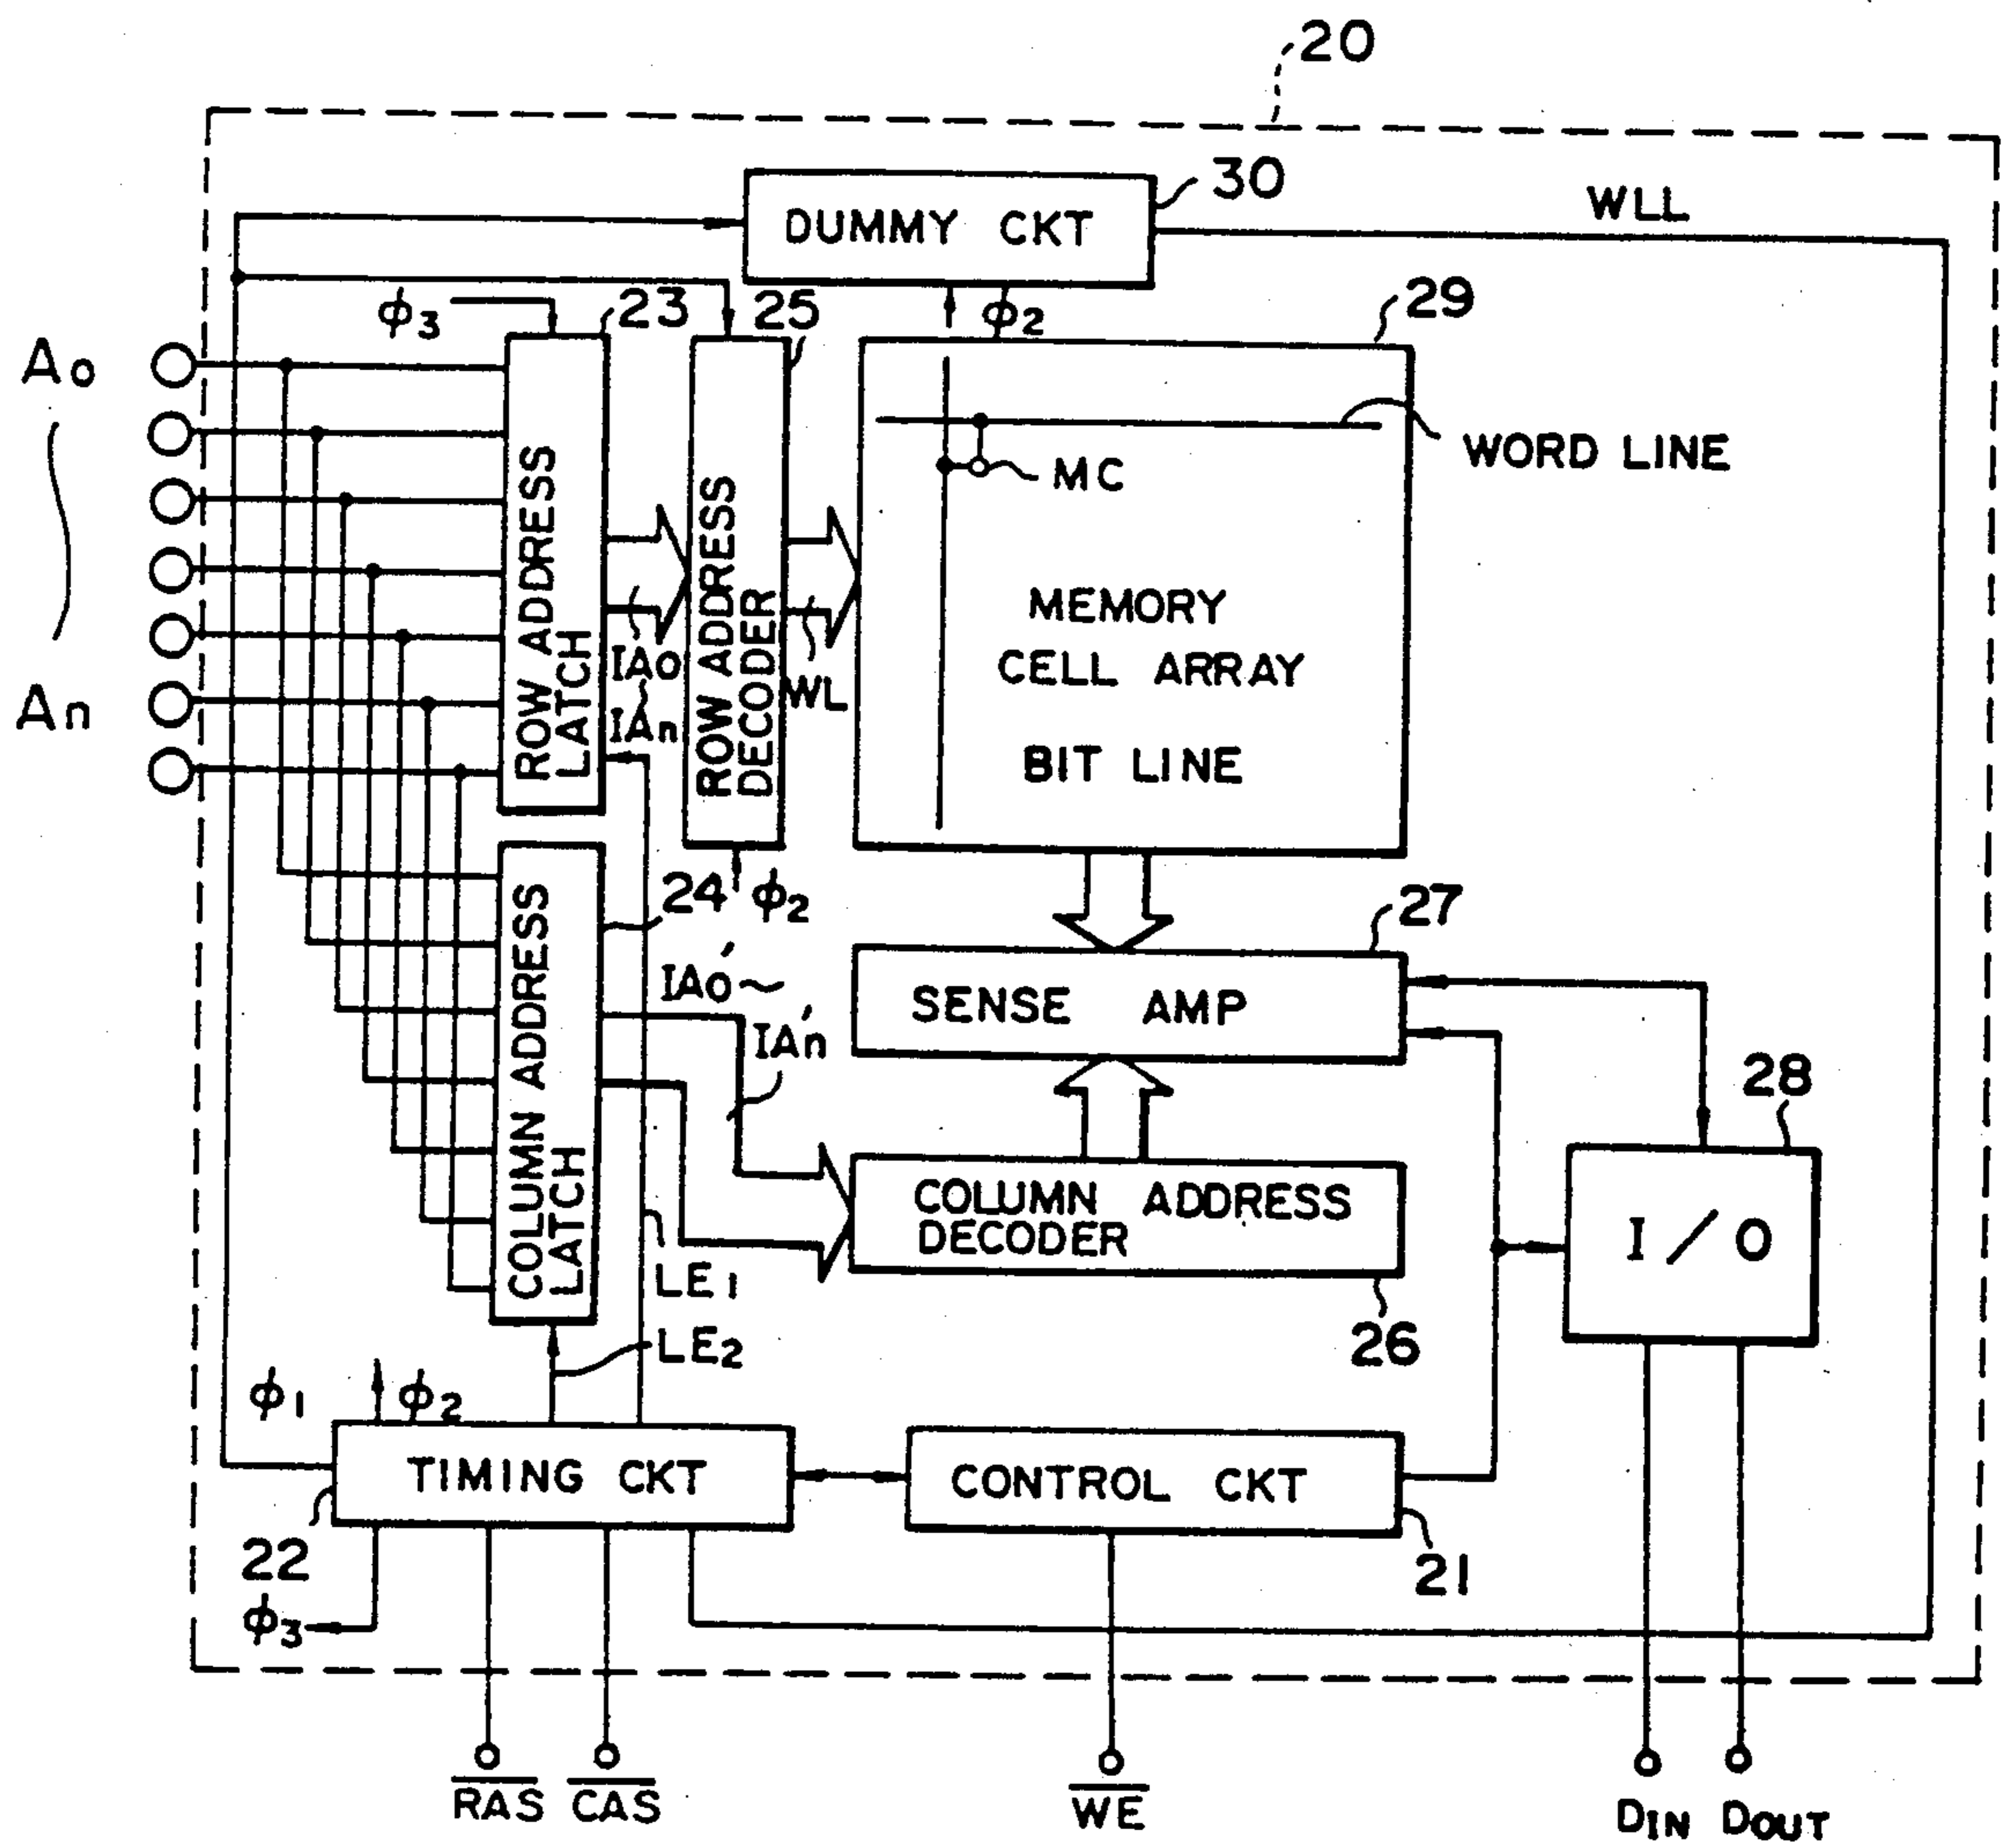 20
30
DUMMY CKT
WLL
ϕ3
23
25
ϕ2
29
A0
WORD LINE
MC
ROW ADDRESS
LATCH
ROW ADDRESS
DECODER
MEMORY
CELL ARRAY
IA0
~
IAn
WL
An
BIT LINE
24
ϕ2
27
COLUMN ADDRESS
LATCH
IA0'~
IAn'
SENSE AMP
28
COLUMN ADDRESS
DECODER
I/O
LE1
26
LE2
ϕ1
ϕ2
TIMING CKT
CONTROL CKT
22
21
ϕ3
R̅A̅S̅ C̅A̅S̅
W̅E̅
DIN DOUT